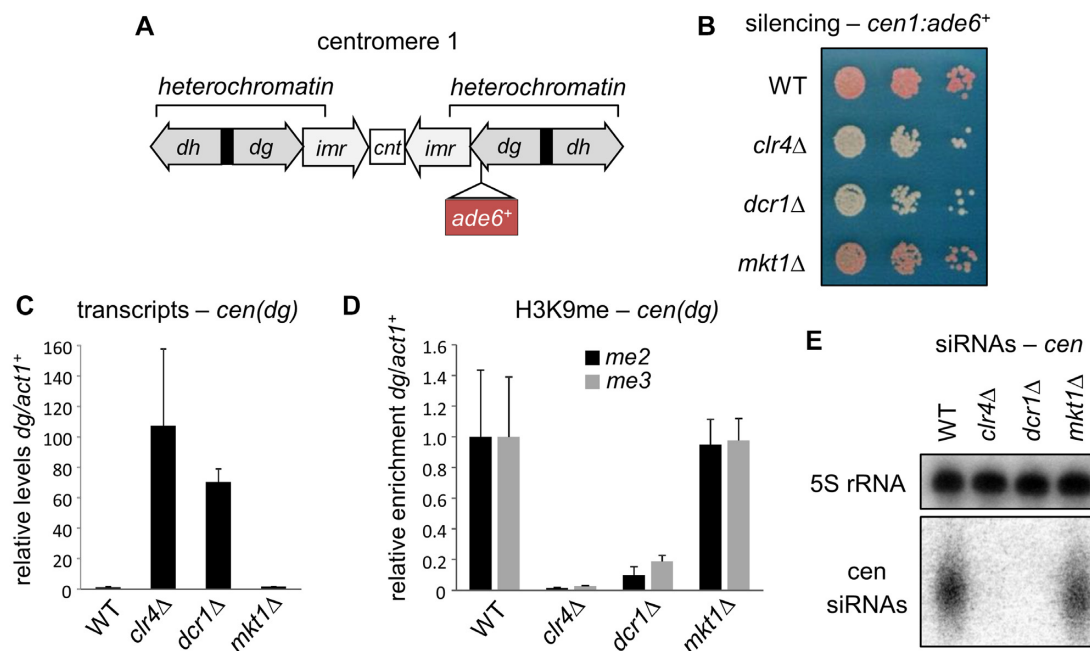 A
centromere 1
heterochromatin heterochromatin
dh dg imr cnt imr dg dh
ade6+
B silencing – cen1:ade6+
WT
clr4Δ
dcr1Δ
mkt1Δ
C transcripts – cen(dg)
relative levels dg/act1+
160
140
120
100
80
60
40
20
0
WT clr4Δ dcr1Δ mkt1Δ
D H3K9me – cen(dg)
relative enrichment dg/act1+
1.6
1.4
1.2
1.0
0.8
0.6
0.4
0.2
0
me2
me3
WT clr4Δ dcr1Δ mkt1Δ
E
siRNAs – cen
WT clr4Δ dcr1Δ mkt1Δ
5S rRNA
cen
siRNAs